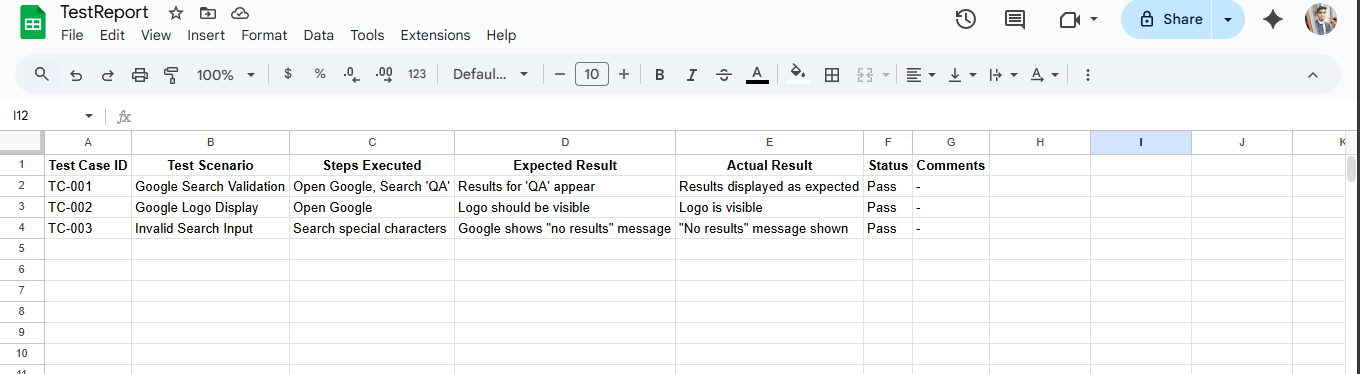 TestReport
File Edit View Insert Format Data Tools Extensions Help
Share
100% $ % .0 .00 123 Defaul... − 10 + B I A A
I12 fx
A B C D E F G H I J K
1 Test Case ID Test Scenario Steps Executed Expected Result Actual Result Status Comments
2 TC-001 Google Search Validation Open Google, Search 'QA' Results for 'QA' appear Results displayed as expected Pass -
3 TC-002 Google Logo Display Open Google Logo should be visible Logo is visible Pass -
4 TC-003 Invalid Search Input Search special characters Google shows "no results" message "No results" message shown Pass -
5
6
7
8
9
10
11